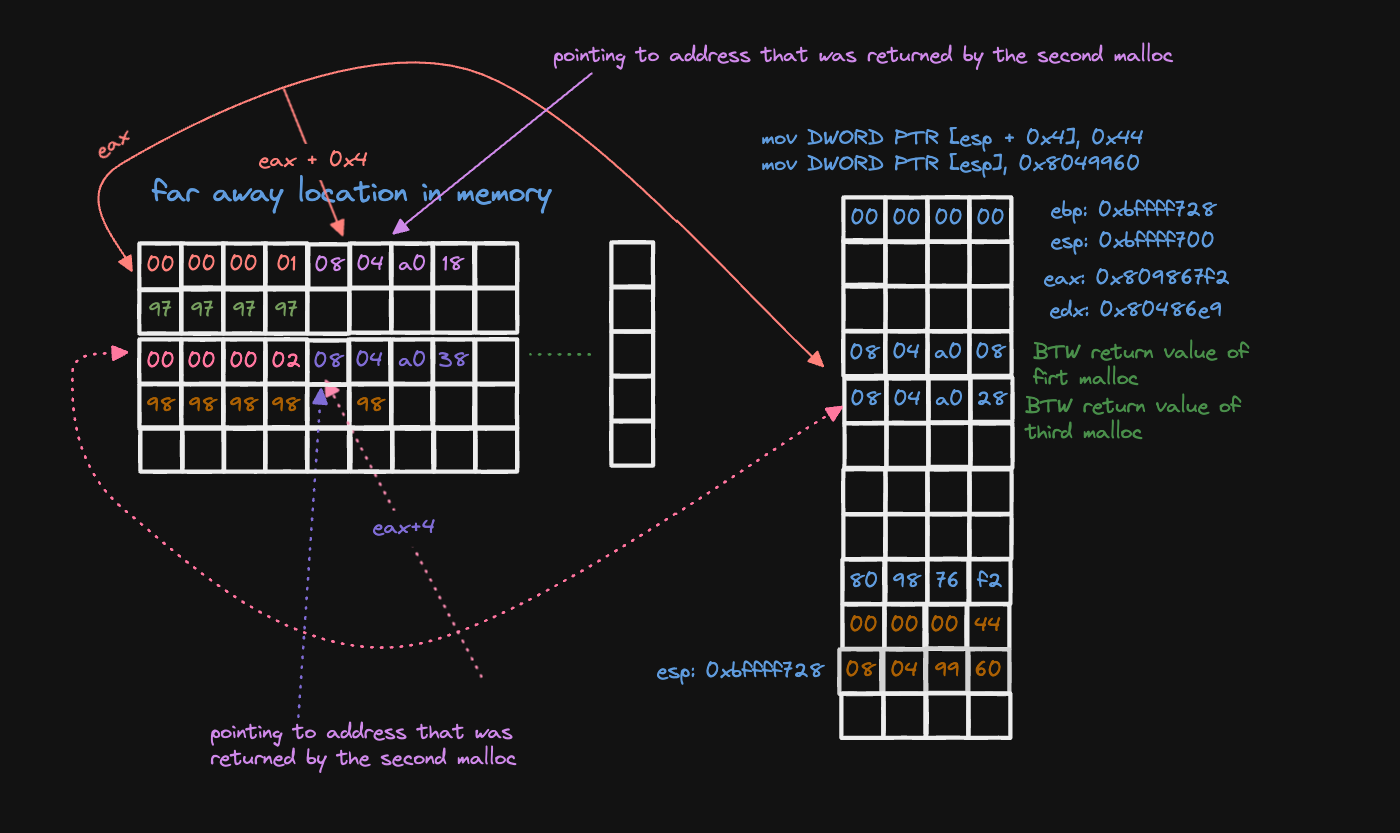 pointing to address that was returned by the second malloc
mov DWORD PTR [esp + 0x4], 0x44
mov DWORD PTR [esp], 0x8049960
eax
eax + 0x4
far away location in memory
00 00 00 01 08 04 a0 18
97 97 97 97
00 00 00 02 08 04 a0 38
98 98 98 98 98
eax+4
pointing to address that was
returned by the second malloc
00 00 00 00
ebp: 0xbffff728
esp: 0xbffff700
eax: 0x809867f2
edx: 0x80486e9
08 04 a0 08
BTW return value of
firt malloc
08 04 a0 28
BTW return value of
third malloc
80 98 76 f2
00 00 00 44
esp: 0xbffff728
08 04 99 60